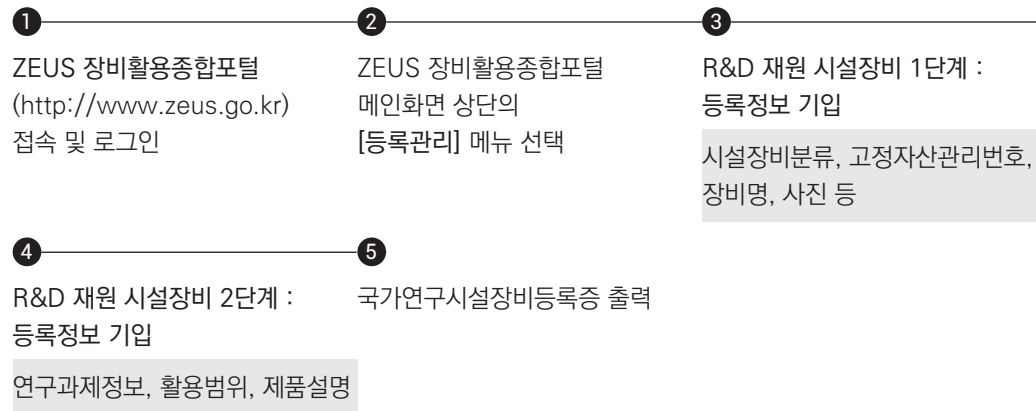 1
ZEUS 장비활용종합포털
(http://www.zeus.go.kr)
접속 및 로그인
2
ZEUS 장비활용종합포털
메인화면 상단의
[등록관리] 메뉴 선택
3
R&D 재원 시설장비 1단계 :
등록정보 기입
시설장비분류, 고정자산관리번호,
장비명, 사진 등
4
R&D 재원 시설장비 2단계 :
등록정보 기입
연구과제정보, 활용범위, 제품설명
5
국가연구시설장비등록증 출력